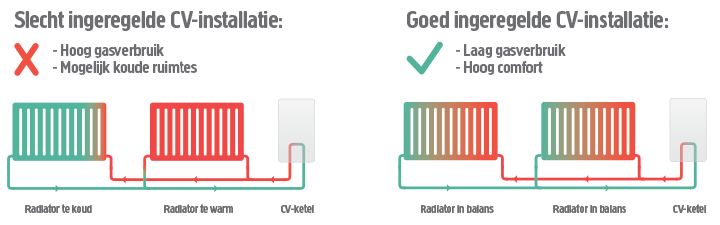 Slecht ingeregelde CV-installatie:
- Hoog gasverbruik
- Mogelijk koude ruimtes
Radiator te koud
Radiator te warm
CV-ketel
Goed ingeregelde CV-installatie:
- Laag gasverbruik
- Hoog comfort
Radiator in balans
Radiator in balans
CV-ketel